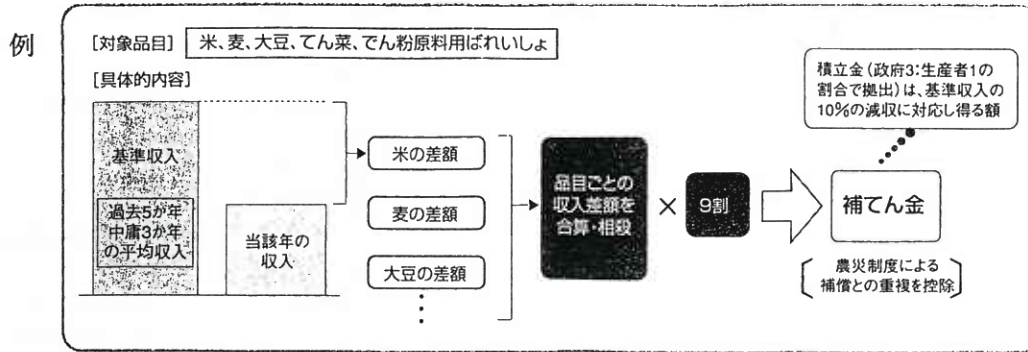 例
[対象品目] 米、麦、大豆、てん菜、でん粉原料用ばれいしょ
[具体的内容]
基準収入
過去5か年
中庸3か年
の平均収入
当該年の
収入
米の差額
麦の差額
大豆の差額
品目ごとの
収入差額を
合算・相殺
×
9割
補てん金
農災制度による
補償との重複を控除
積立金(政府3:生産者1の
割合で拠出)は、基準収入の
10%の減収に対応し得る額